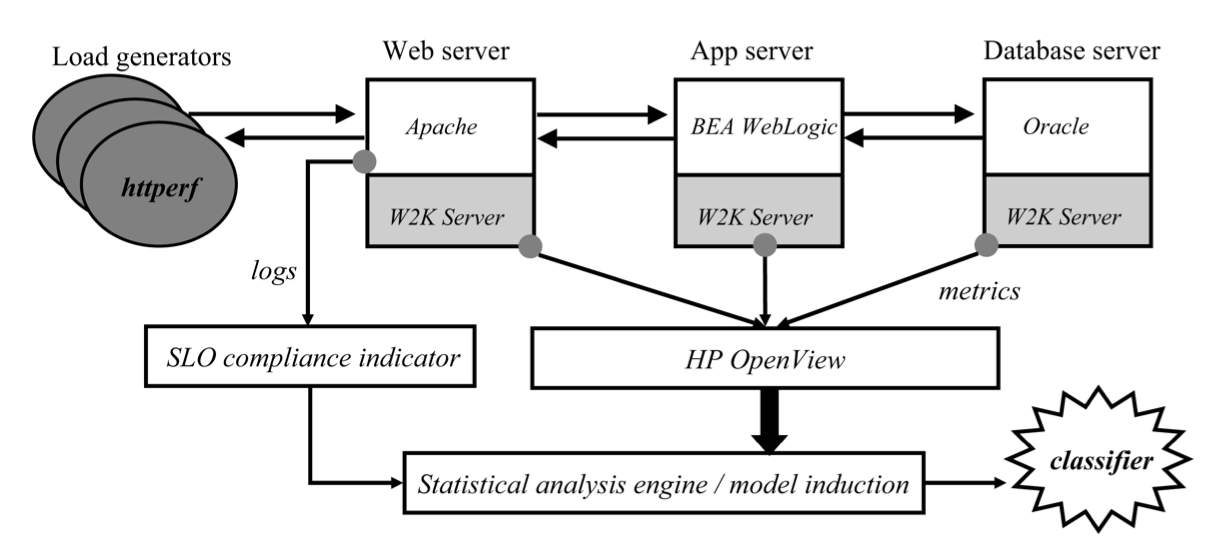 Load generators
Web server
App server
Database server
httperf
Apache
BEA WebLogic
Oracle
W2K Server
W2K Server
W2K Server
logs
metrics
SLO compliance indicator
HP OpenView
Statistical analysis engine / model induction
classifier